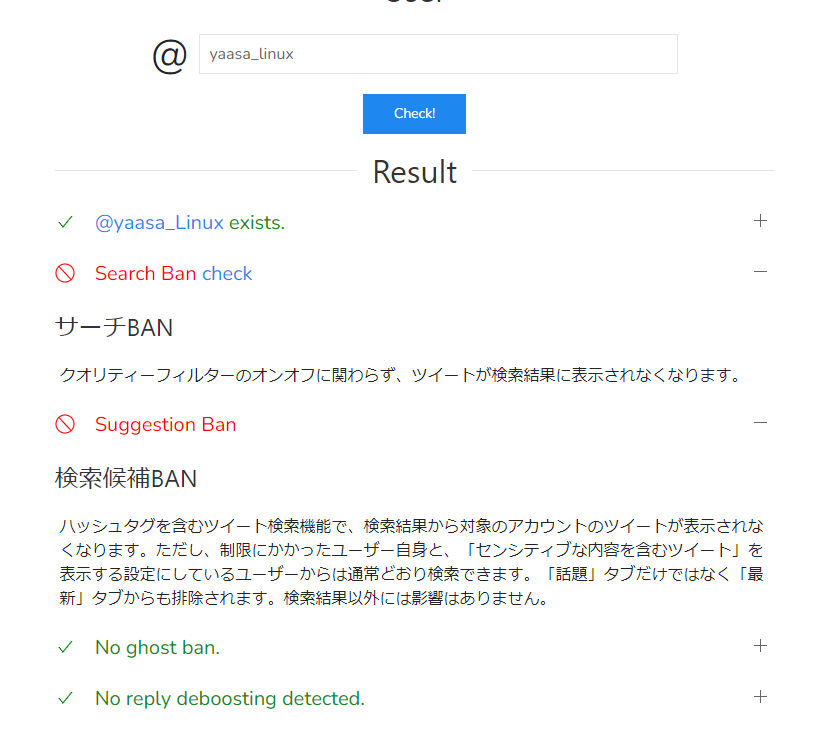 User
@ yaasa_linux
Check!
Result
@yaasa_Linux exists.
Search Ban check
サーチBAN
クオリティーフィルターのオンオフに関わらず、ツイートが検索結果に表示されなくなります。
Suggestion Ban
検索候補BAN
ハッシュタグを含むツイート検索機能で、検索結果から対象のアカウントのツイートが表示されな
くなります。ただし、制限にかかったユーザー自身と、「センシティブな内容を含むツイート」を
表示する設定にしているユーザーからは通常どおり検索できます。「話題」タブだけではなく「最
新」タブからも排除されます。検索結果以外には影響はありません。
No ghost ban.
No reply deboosting detected.